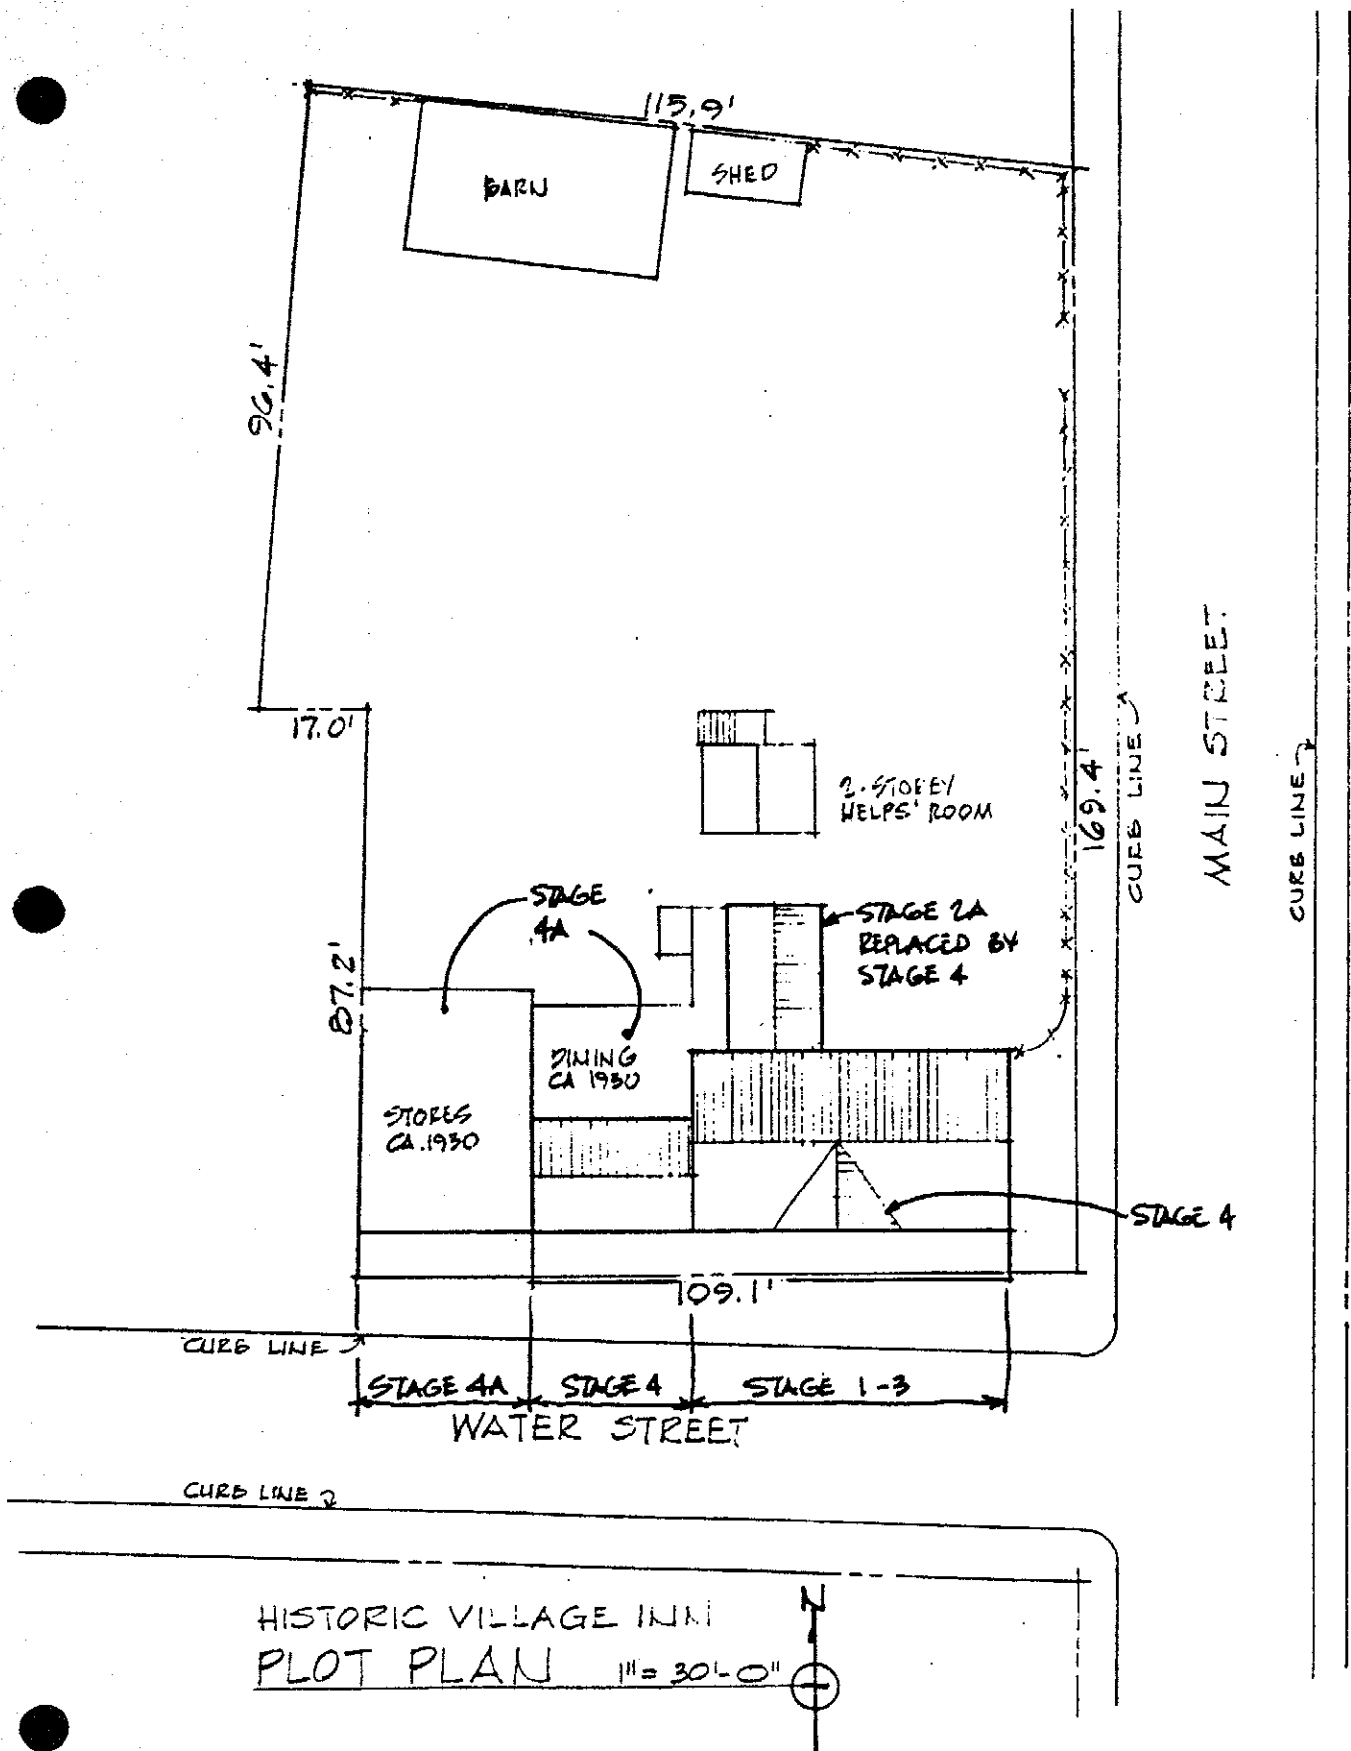 115.9'
BARN
SHED
96.4'
17.0'
2-STOREY
HELPS' ROOM
169.4'
CURB LINE
MAIN STREET
CURB LINE
STAGE
4A
STAGE 2A
REPLACED BY
STAGE 4
87.2'
DINING
CA 1930
STORES
CA. 1930
STAGE 4
109.1'
CURB LINE
STAGE 4A
STAGE 4
STAGE 1-3
WATER STREET
CURB LINE
HISTORIC VILLAGE INN
PLOT PLAN 1"= 30'-0"
N